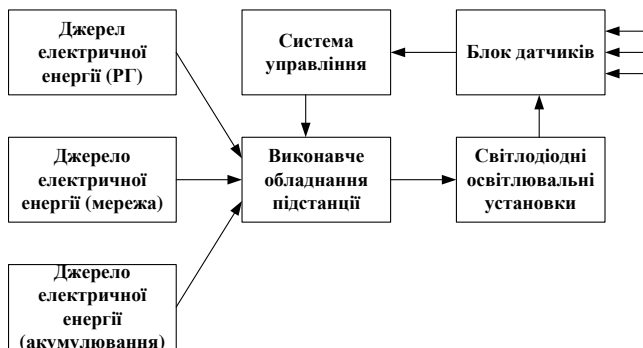 Джерел
електричної
енергії (РГ)
Система
управління
Блок датчиків
Джерело
електричної
енергії (мережа)
Виконавче
обладнання
підстанції
Світлодіодні
освітлювальні
установки
Джерело
електричної
енергії
(акумулювання)